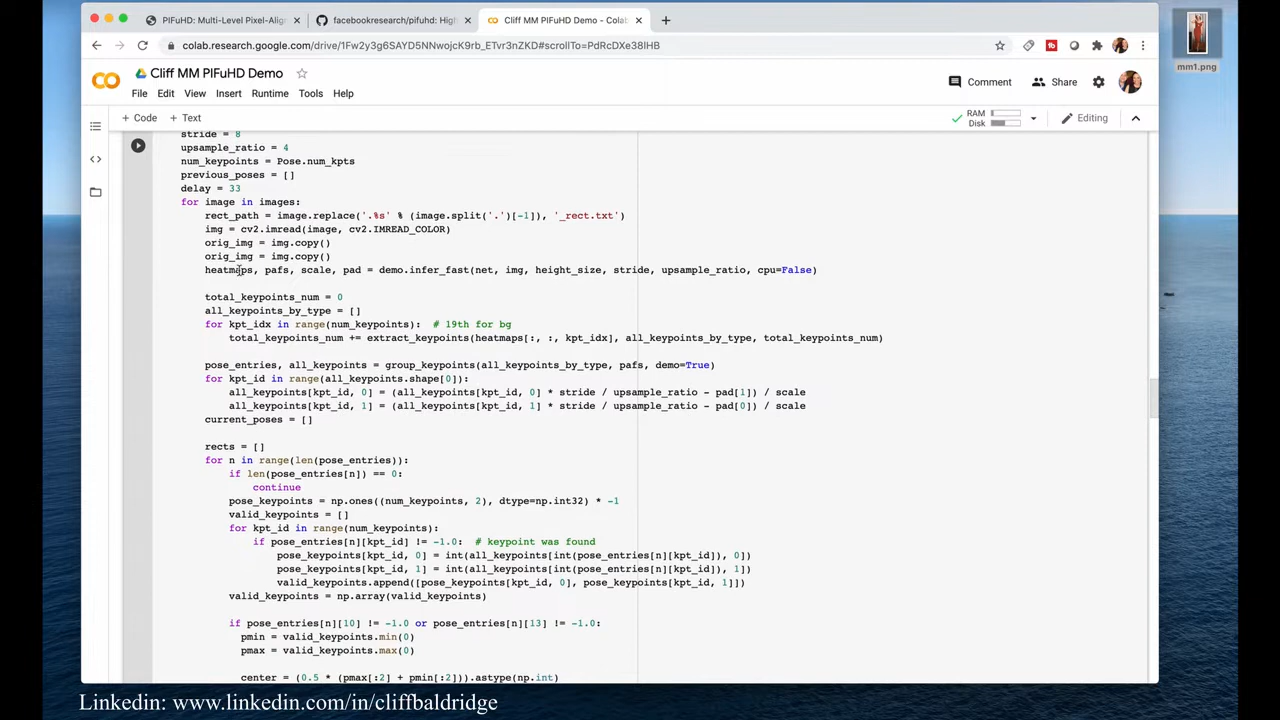 PIFuHD: Multi-Level Pixel-Align
facebookresearch/pifuhd: High
Cliff MM PIFuHD Demo - Colab
colab.research.google.com/drive/1Fw2y3g6SAYD5NNwojcK9rb_ETvr3nZKD#scrollTo=PdRcDXe38IHB
mm1.png
Cliff MM PIFuHD Demo
File Edit View Insert Runtime Tools Help
Comment Share
+ Code + Text
RAM
Disk
Editing
stride = 8
upsample_ratio = 4
num_keypoints = Pose.num_kpts
previous_poses = []
delay = 33
for image in images:
rect_path = image.replace('.%s' % (image.split('.')[-1]), '_rect.txt')
img = cv2.imread(image, cv2.IMREAD_COLOR)
orig_img = img.copy()
orig_img = img.copy()
heatmaps, pafs, scale, pad = demo.infer_fast(net, img, height_size, stride, upsample_ratio, cpu=False)
total_keypoints_num = 0
all_keypoints_by_type = []
for kpt_idx in range(num_keypoints):  # 19th for bg
total_keypoints_num += extract_keypoints(heatmaps[:, :, kpt_idx], all_keypoints_by_type, total_keypoints_num)
pose_entries, all_keypoints = group_keypoints(all_keypoints_by_type, pafs, demo=True)
for kpt_id in range(all_keypoints.shape[0]):
all_keypoints[kpt_id, 0] = (all_keypoints[kpt_id, 0] * stride / upsample_ratio - pad[1]) / scale
all_keypoints[kpt_id, 1] = (all_keypoints[kpt_id, 1] * stride / upsample_ratio - pad[0]) / scale
current_poses = []
rects = []
for n in range(len(pose_entries)):
if len(pose_entries[n]) == 0:
continue
pose_keypoints = np.ones((num_keypoints, 2), dtype=np.int32) * -1
valid_keypoints = []
for kpt_id in range(num_keypoints):
if pose_entries[n][kpt_id] != -1.0:  # keypoint was found
pose_keypoints[kpt_id, 0] = int(all_keypoints[int(pose_entries[n][kpt_id]), 0])
pose_keypoints[kpt_id, 1] = int(all_keypoints[int(pose_entries[n][kpt_id]), 1])
valid_keypoints.append([pose_keypoints[kpt_id, 0], pose_keypoints[kpt_id, 1]])
valid_keypoints = np.array(valid_keypoints)
if pose_entries[n][10] != -1.0 or pose_entries[n][13] != -1.0:
pmin = valid_keypoints.min(0)
pmax = valid_keypoints.max(0)
center = (0.5 * (pmax[:2] + pmin[:2])).astype(np.int)
Linkedin: www.linkedin.com/in/cliffbaldridge